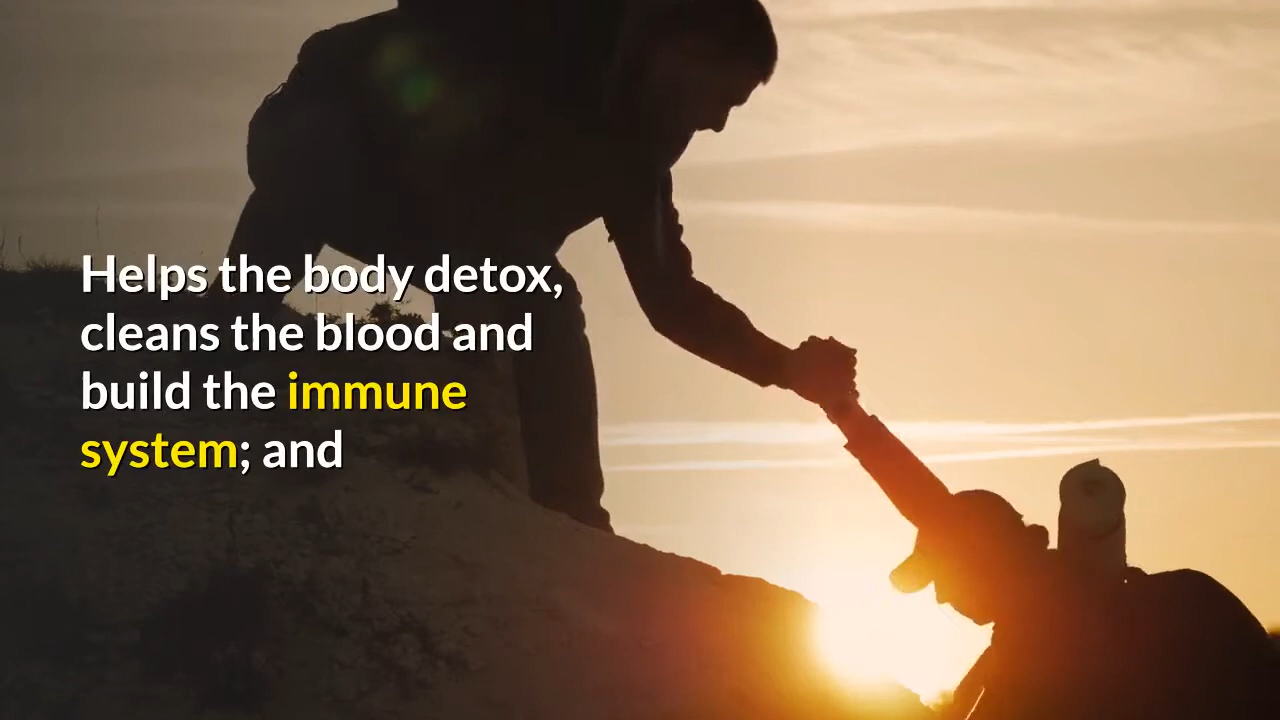 Helps the body detox,
cleans the blood and
build the immune
system; and